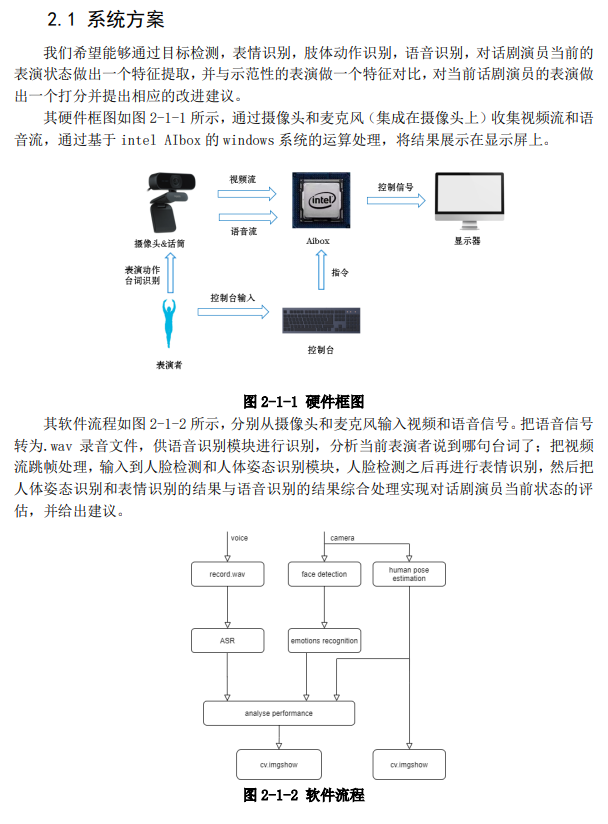 2.1 系统方案
我们希望能够通过目标检测，表情识别，肢体动作识别，语音识别，对话剧演员当前的
表演状态做出一个特征提取，并与示范性的表演做一个特征对比，对当前话剧演员的表演做
出一个打分并提出相应的改进建议。
其硬件框图如图2-1-1所示，通过摄像头和麦克风（集成在摄像头上）收集视频流和语
音流，通过基于intel AIbox的windows系统的运算处理，将结果展示在显示屏上。
视频流
语音流
intel
控制信号
摄像头&话筒
Aibox
显示器
表演动作
台词识别
指令
控制台输入
控制台
表演者
图2-1-1 硬件框图
其软件流程如图2-1-2所示，分别从摄像头和麦克风输入视频和语音信号。把语音信号
转为.wav 录音文件，供语音识别模块进行识别，分析当前表演者说到哪句台词了；把视频
流跳帧处理，输入到人脸检测和人体姿态识别模块，人脸检测之后再进行表情识别，然后把
人体姿态识别和表情识别的结果与语音识别的结果综合处理实现对话剧演员当前状态的评
估，并给出建议。
voice
camera
record.wav
face detection
human pose
estimation
ASR
emotions recognition
analyse performance
cv.imgshow
cv.imgshow
图2-1-2 软件流程